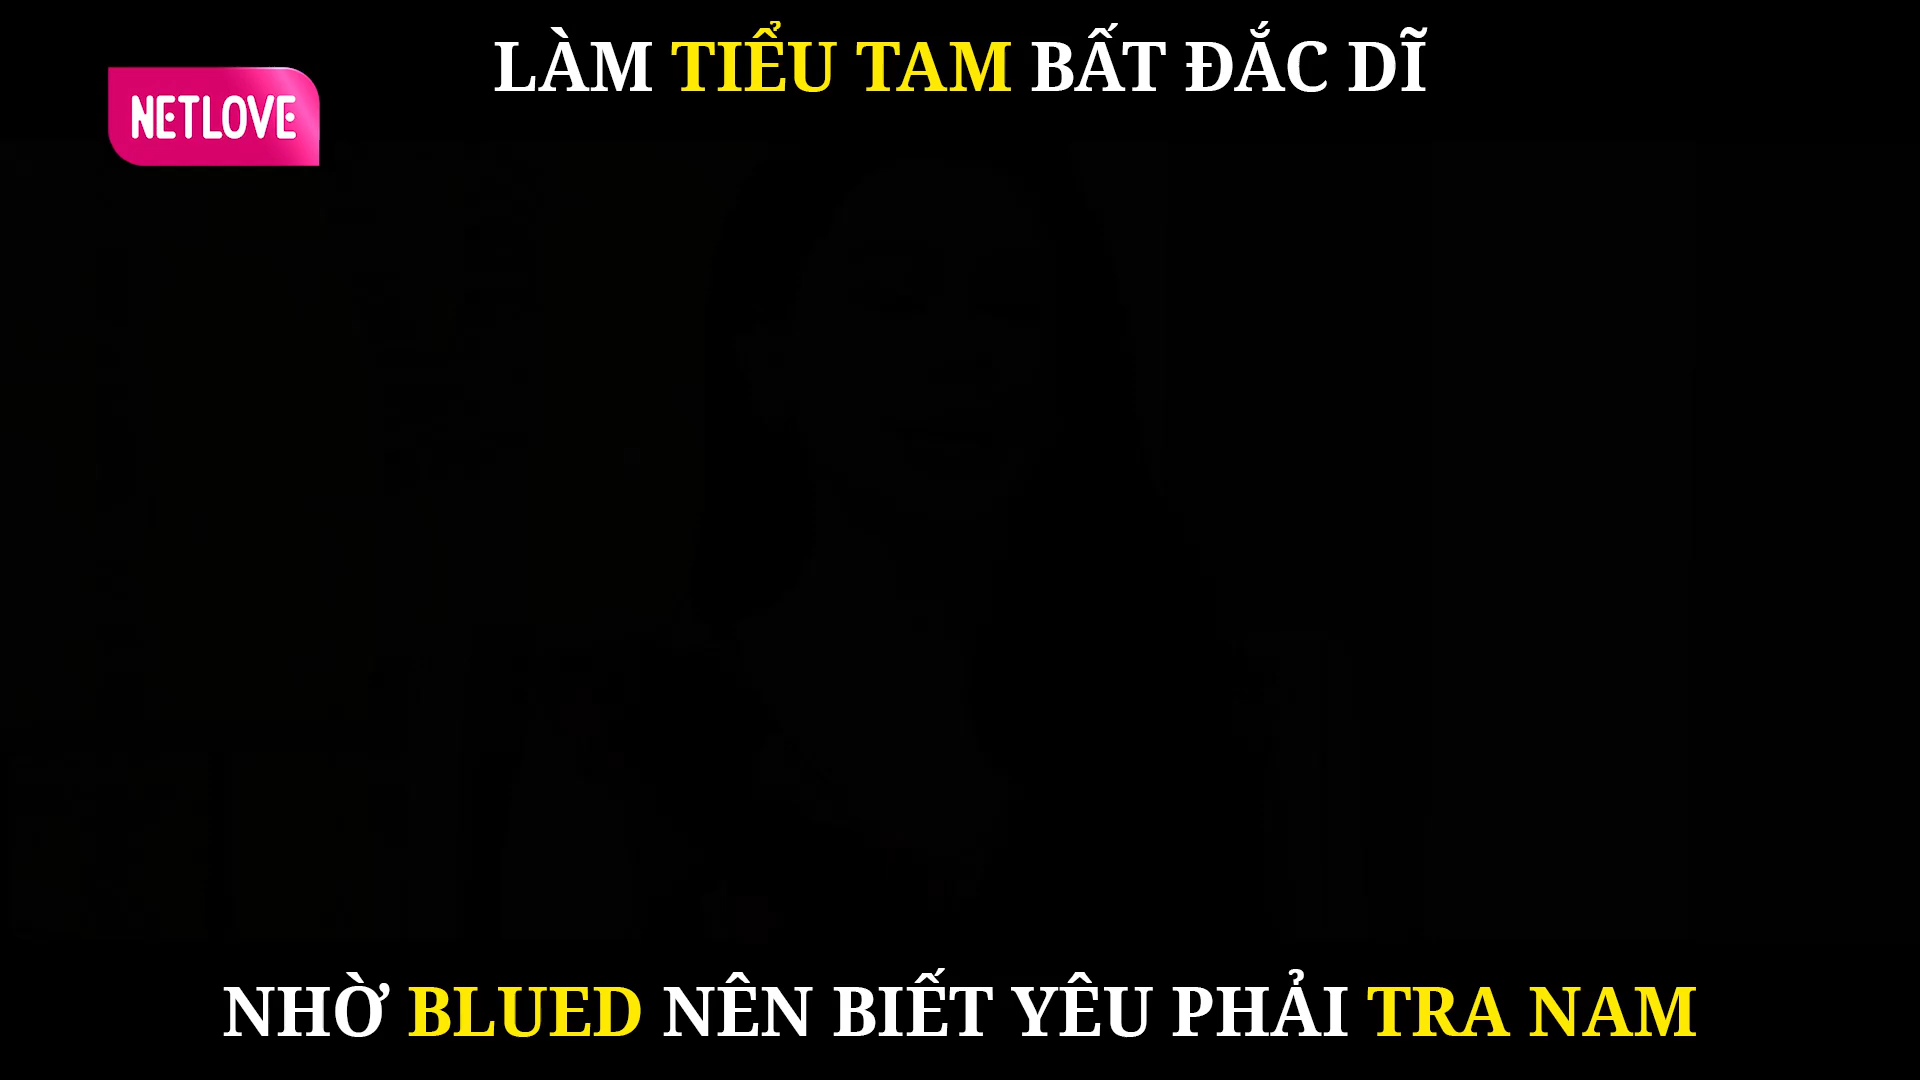 LÀM TIỂU TAM BẤT ĐẮC DĨ
NETLOVE
NHỜ BLUED NÊN BIẾT YÊU PHẢI TRA NAM